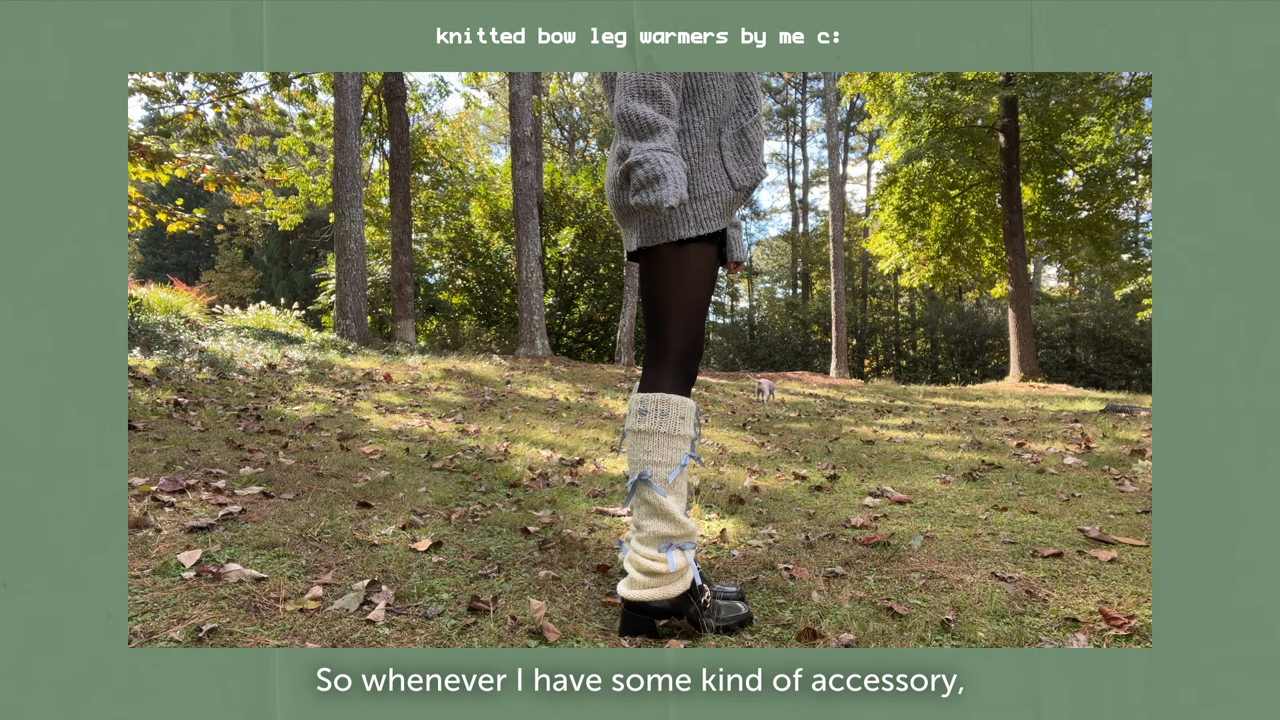 knitted bow leg warmers by me c:
So whenever I have some kind of accessory,